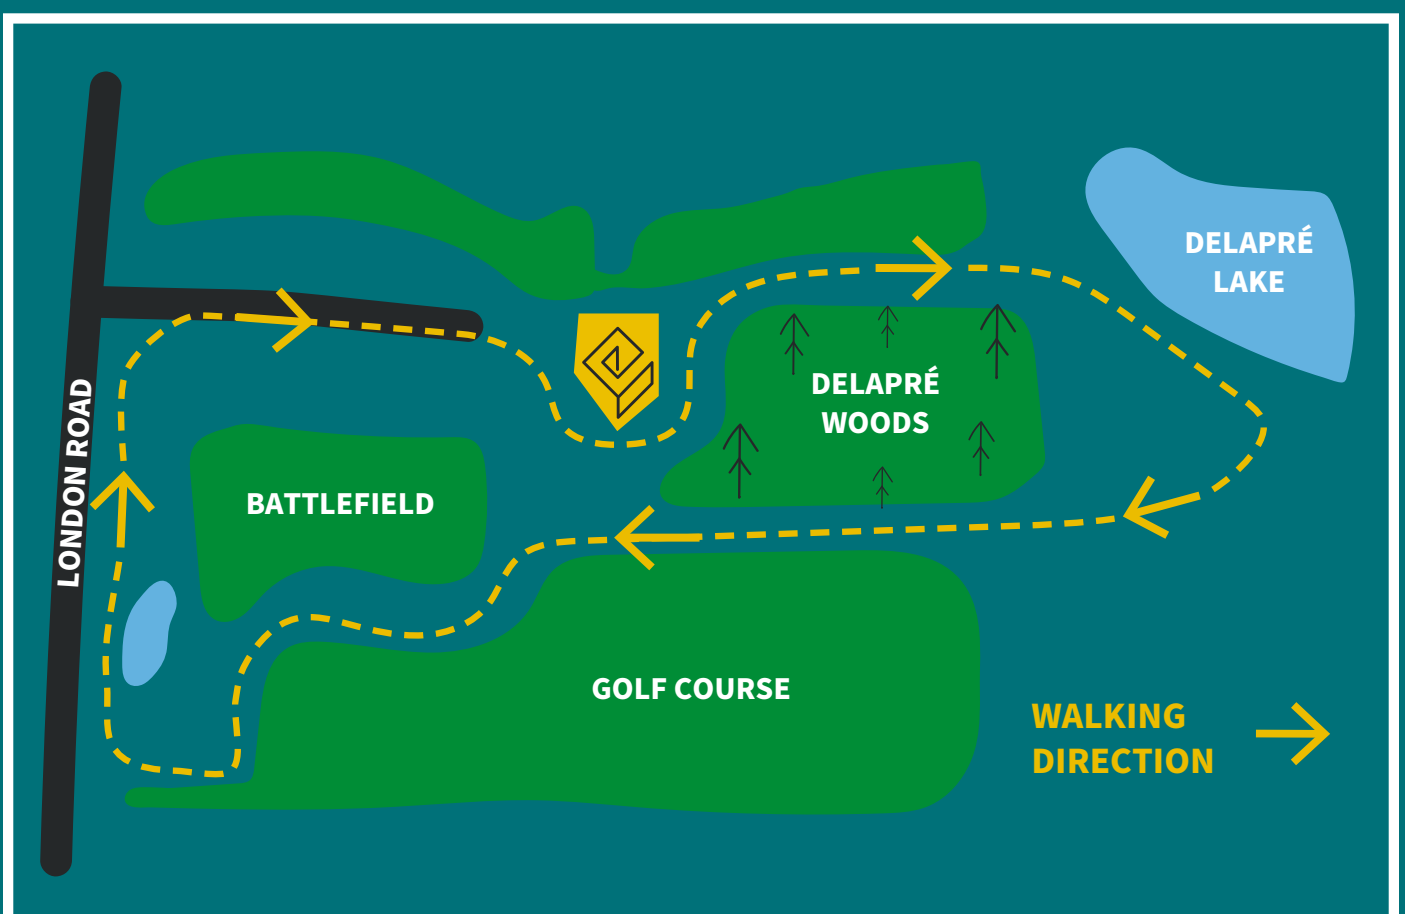 DELAPRÉ
LAKE
DELAPRÉ
WOODS
LONDON ROAD
BATTLEFIELD
GOLF COURSE
WALKING
DIRECTION